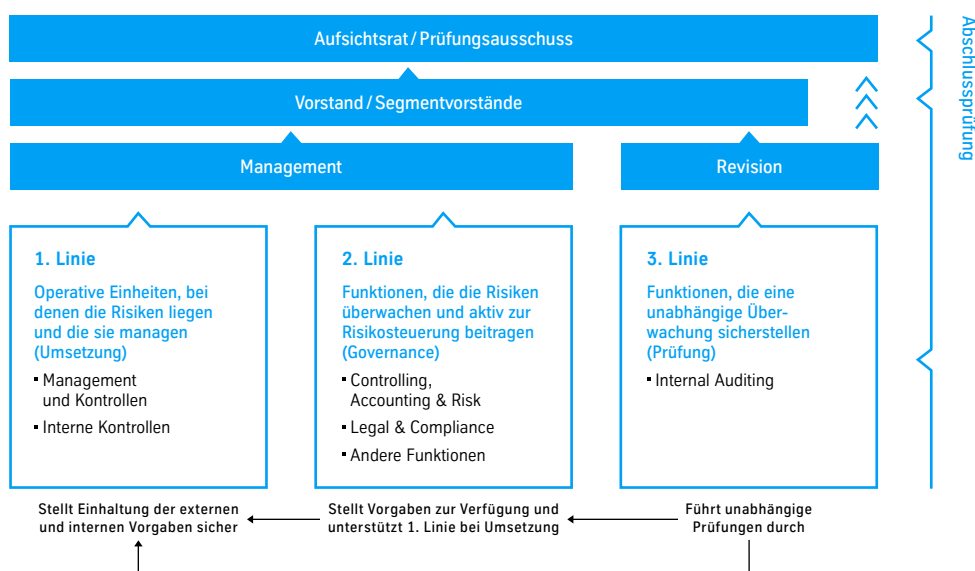 Aufsichtsrat / Prüfungsausschuss
Vorstand / Segmentvorstände
Management
Revision
1. Linie
Operative Einheiten, bei
denen die Risiken liegen
und die sie managen
(Umsetzung)
▪ Management
und Kontrollen
▪ Interne Kontrollen
2. Linie
Funktionen, die die Risiken
überwachen und aktiv zur
Risikosteuerung beitragen
(Governance)
▪ Controlling,
Accounting & Risk
▪ Legal & Compliance
▪ Andere Funktionen
3. Linie
Funktionen, die eine
unabhängige Über-
wachung sicherstellen
(Prüfung)
▪ Internal Auditing
Stellt Einhaltung der externen
und internen Vorgaben sicher
Stellt Vorgaben zur Verfügung und
unterstützt 1. Linie bei Umsetzung
Führt unabhängige
Prüfungen durch
Abschlussprüfung